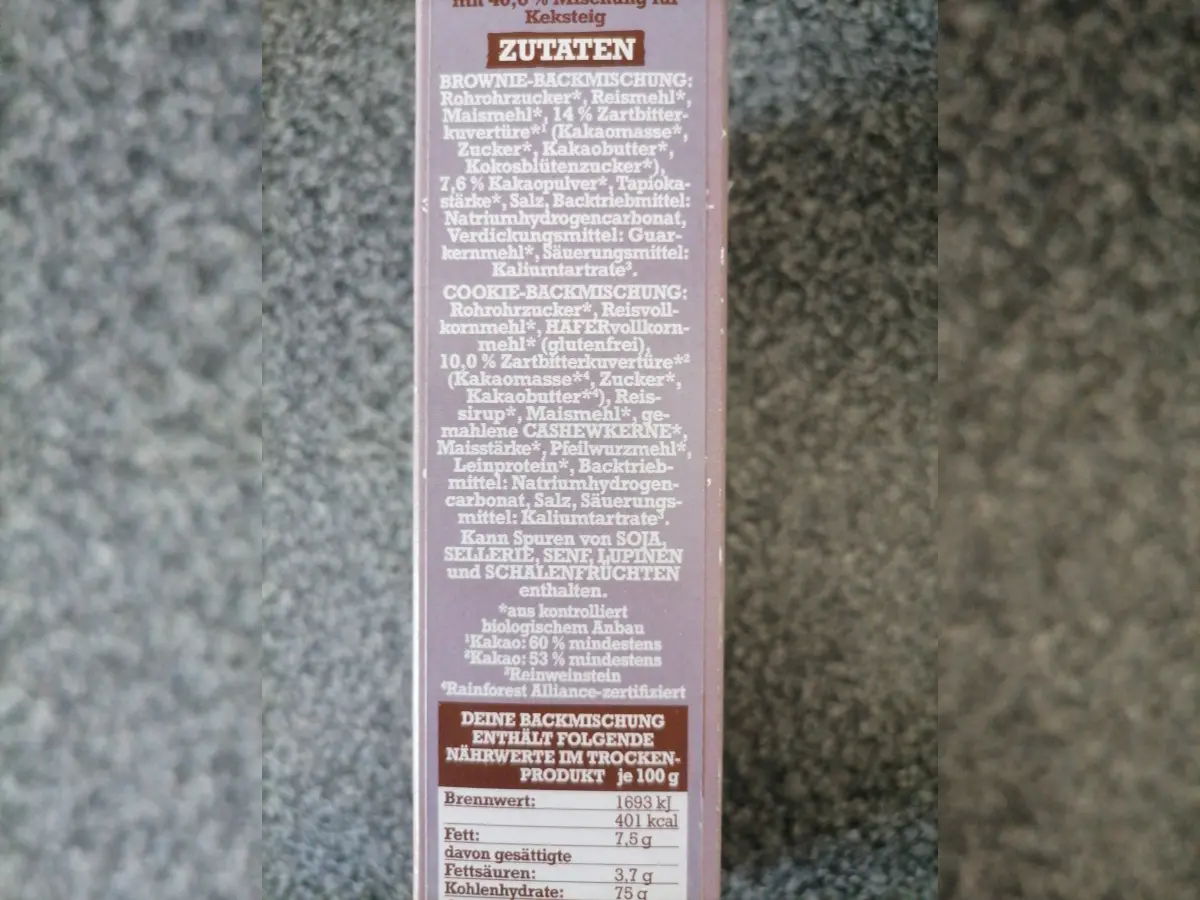 mit 40,0 % Mischung für
Keksteig
ZUTATEN
BROWNIE-BACKMISCHUNG:
Rohrohrzucker*, Reismehl*,
Maismehl*, 14 % Zartbitter-
kuvertüre*¹ (Kakaomasse*,
Zucker*, Kakaobutter*,
Kokosblütenzucker*),
7,6 % Kakaopulver*, Tapioka-
stärke*, Salz, Backtriebmittel:
Natriumhydrogencarbonat,
Verdickungsmittel: Guar-
kernmehl*, Säuerungsmittel:
Kaliumtartrate³.
COOKIE-BACKMISCHUNG:
Rohrohrzucker*, Reisvoll-
kornmehl*, HAFERvollkorn-
mehl* (glutenfrei),
10,0 % Zartbitterkuvertüre*²
(Kakaomasse*⁴, Zucker*,
Kakaobutter*⁴), Reis-
sirup*, Maismehl*, ge-
mahlene CASHEWKERNE*,
Maisstärke*, Pfeilwurzmehl*,
Leinprotein*, Backtrieb-
mittel: Natriumhydrogen-
carbonat, Salz, Säuerungs-
mittel: Kaliumtartrate³.
Kann Spuren von SOJA,
SELLERIE, SENF, LUPINEN
und SCHALENFRÜCHTEN
enthalten.
*aus kontrolliert
biologischem Anbau
¹Kakao: 60 % mindestens
²Kakao: 53 % mindestens
³Reinweinstein
⁴Rainforest Alliance-zertifiziert
DEINE BACKMISCHUNG
ENTHÄLT FOLGENDE
NÄHRWERTE IM TROCKEN-
PRODUKT je 100 g
Brennwert: 1693 kJ
401 kcal
Fett: 7,5 g
davon gesättigte
Fettsäuren: 3,7 g
Kohlenhydrate: 75 g